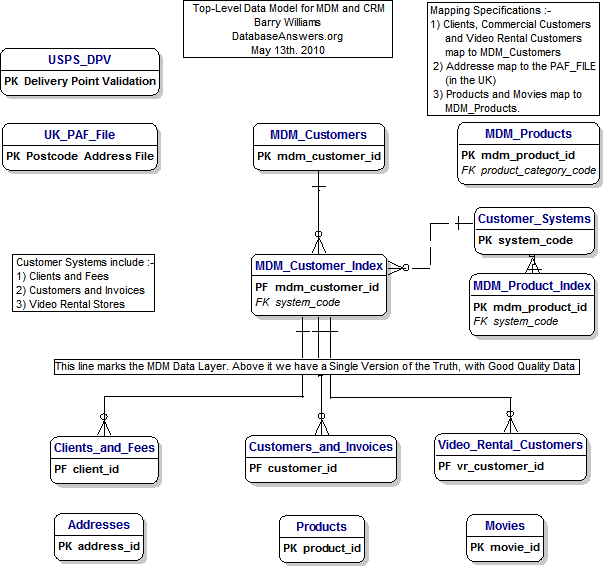 Top-Level Data Model for MDM and CRM
Barry Williams
DatabaseAnswers.org
May 13th. 2010
Mapping Specifications :-
1) Clients, Commercial Customers
and Video Rental Customers
map to MDM_Customers
2) Addresse map to the PAF_FILE
(in the UK)
3) Products and Movies map to
MDM_Products.
USPS_DPV
PK Delivery Point Validation
UK_PAF_File
PK Postcode Address File
MDM_Customers
PK mdm_customer_id
MDM_Products
PK mdm_product_id
FK product_category_code
Customer_Systems
PK system_code
Customer Systems include :-
1) Clients and Fees
2) Customers and Invoices
3) Video Rental Stores
MDM_Customer_Index
PF mdm_customer_id
FK system_code
MDM_Product_Index
PK mdm_product_id
FK system_code
This line marks the MDM Data Layer. Above it we have a Single Version of the Truth, with Good Quality Data
Clients_and_Fees
PF client_id
Customers_and_Invoices
PF customer_id
Video_Rental_Customers
PF vr_customer_id
Addresses
PK address_id
Products
PK product_id
Movies
PK movie_id